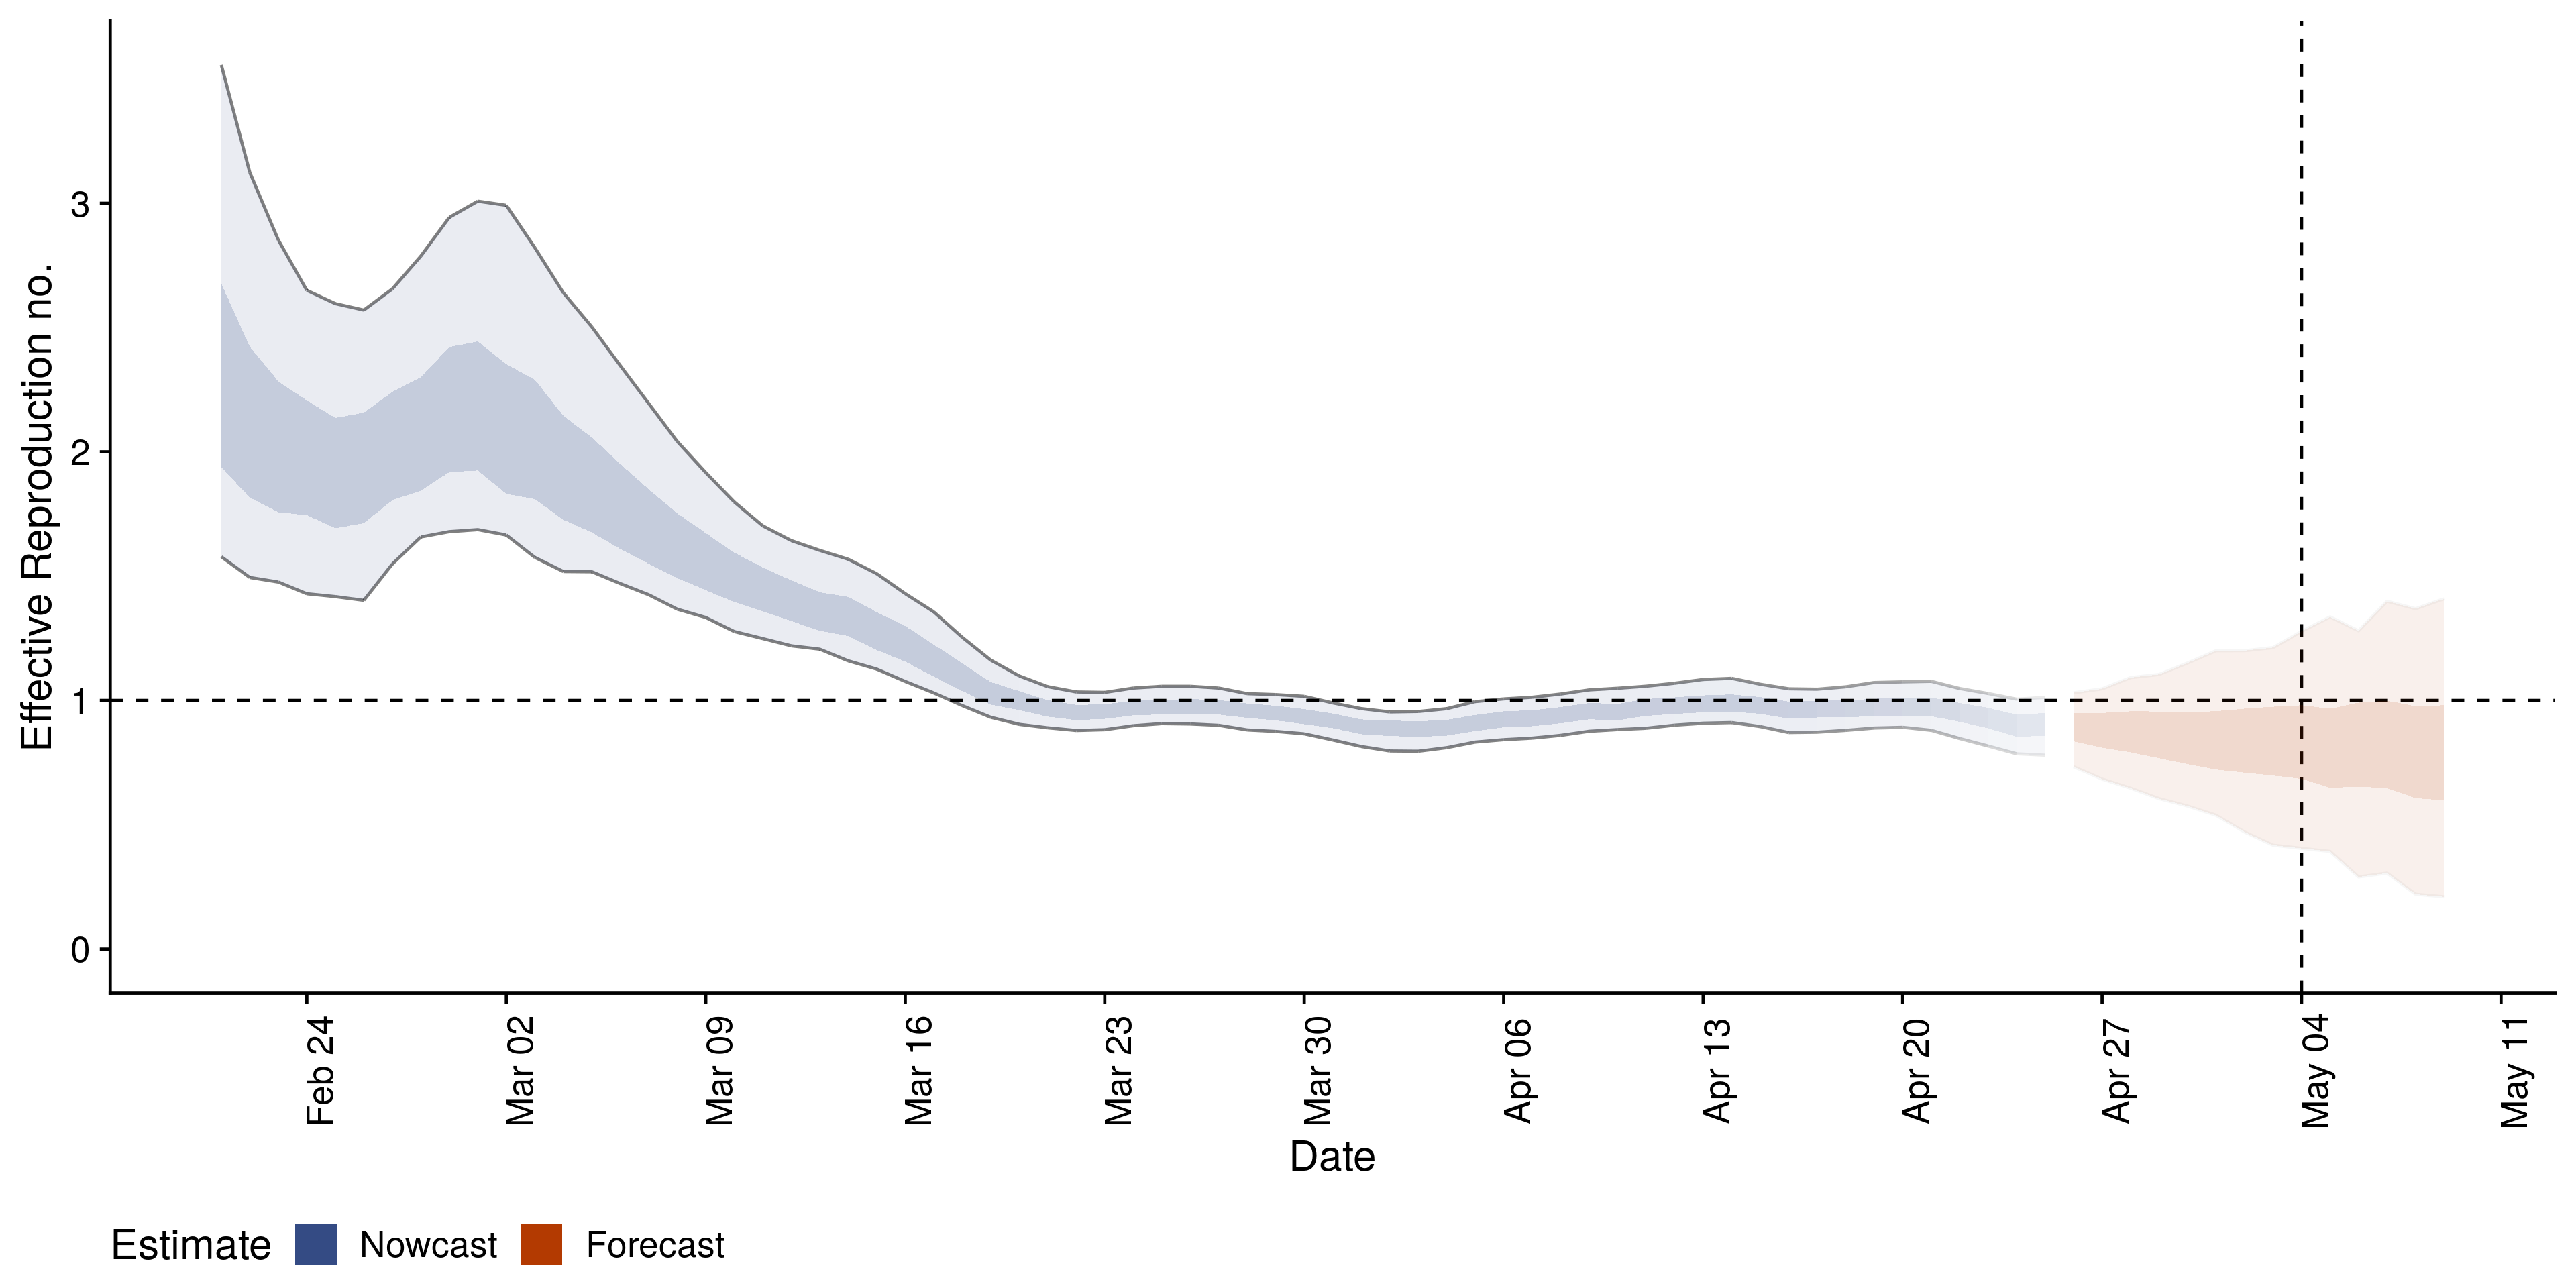 Effective Reproduction no.
3
2
1
0
Feb 24
Mar 02
Mar 09
Mar 16
Mar 23
Mar 30
Apr 06
Apr 13
Apr 20
Apr 27
May 04
May 11
Date
Estimate Nowcast Forecast